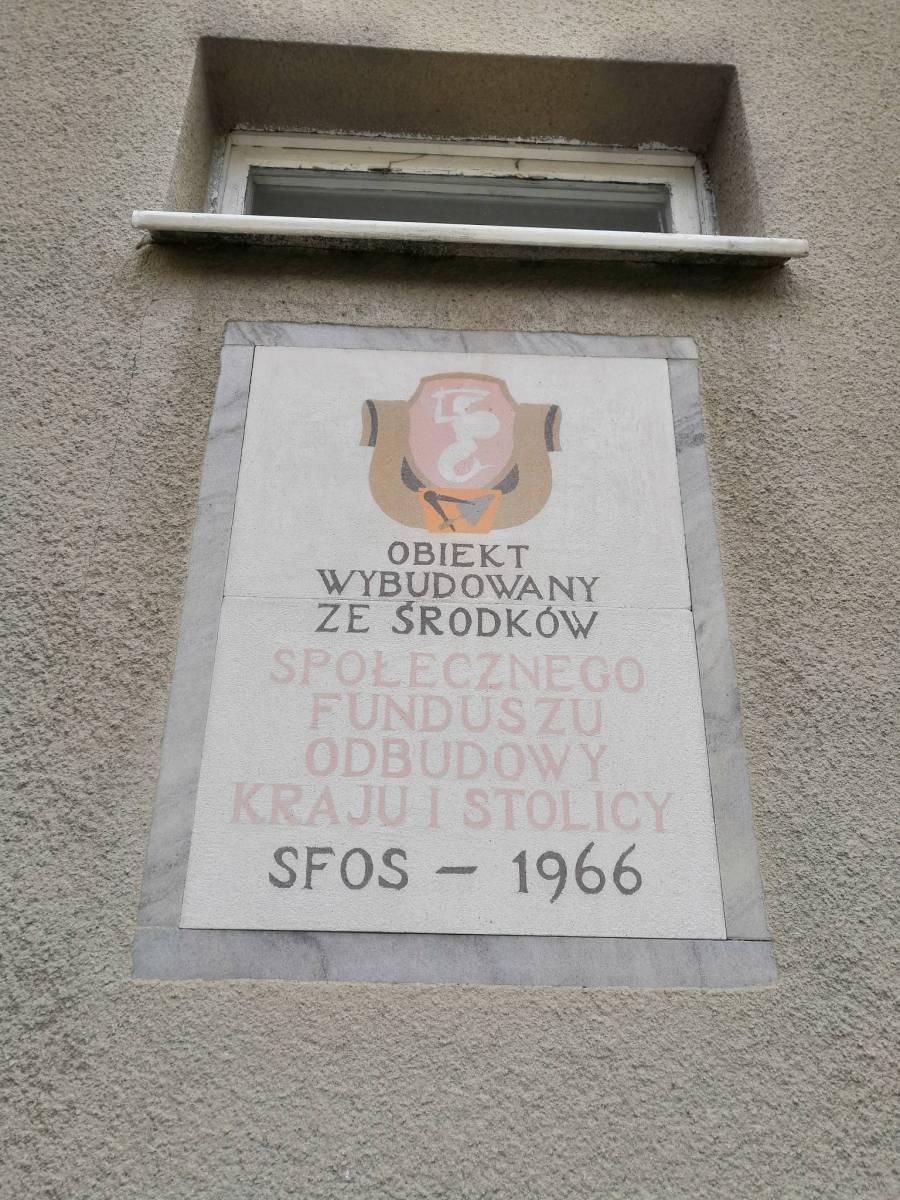 OBIEKT
WYBUDOWANY
ZE ŚRODKÓW
SPOŁECZNEGO
FUNDUSZU
ODBUDOWY
KRAJU I STOLICY
SFOS – 1966